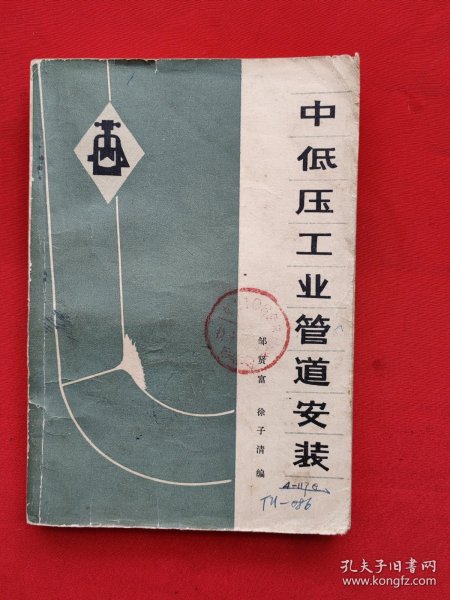 中低压工业管道安装
邹贤富 徐子清编
TU-086
孔夫子旧书网
www.kongfz.com